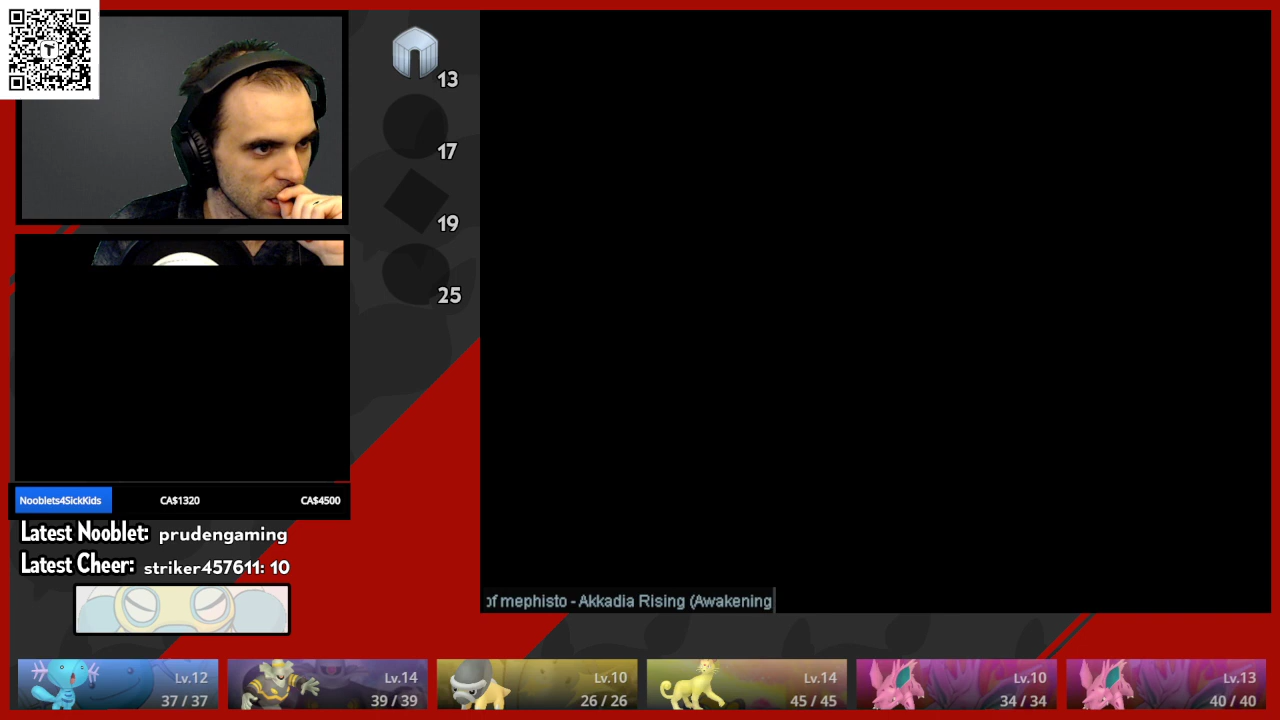 13
17
19
25
Nooblets4SickKids CA$1320 CA$4500
Latest Nooblet: prudengaming
Latest Cheer: striker457611: 10
of mephisto - Akkadia Rising (Awakening
Lv.12
37 / 37
Lv.14
39 / 39
Lv.10
26 / 26
Lv.14
45 / 45
Lv.10
34 / 34
Lv.13
40 / 40